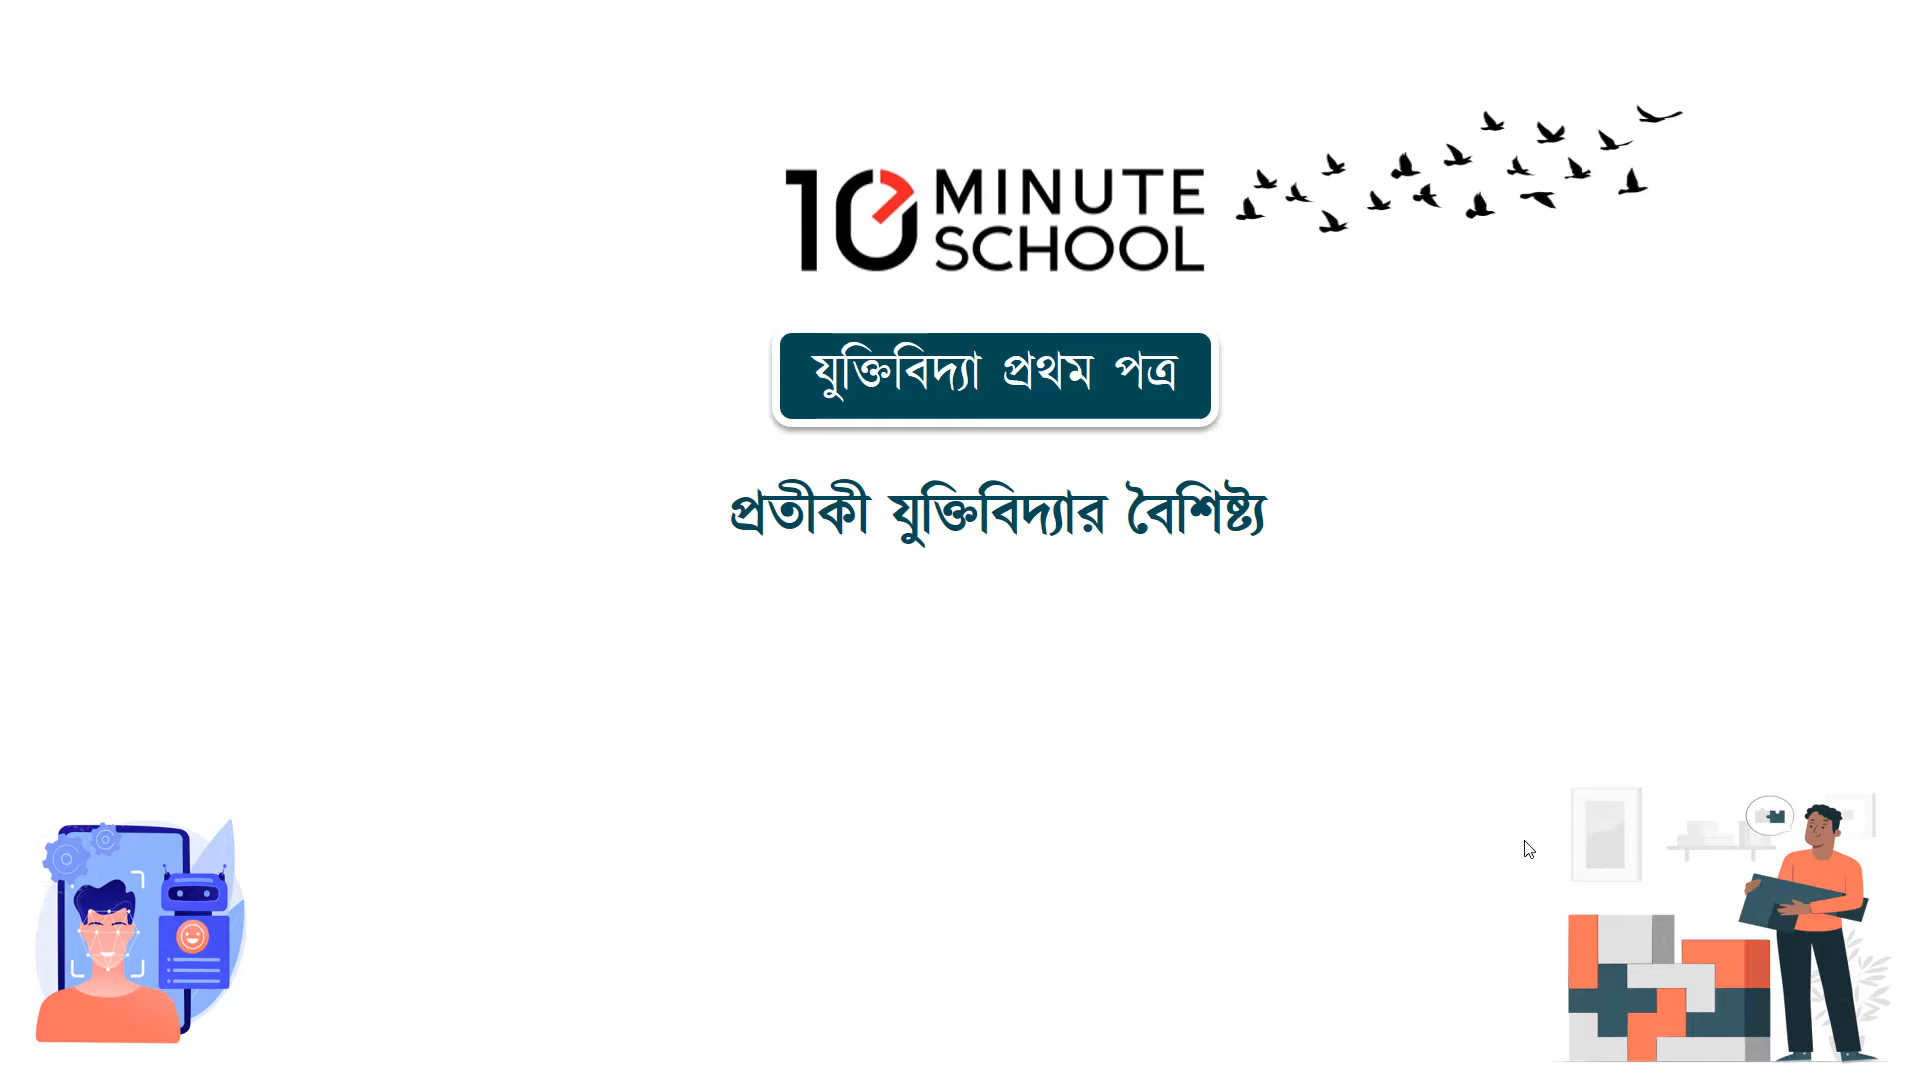 10 MINUTE
SCHOOL
যুক্তিবিদ্যা প্রথম পত্র
প্রতীকী যুক্তিবিদ্যার বৈশিষ্ট্য